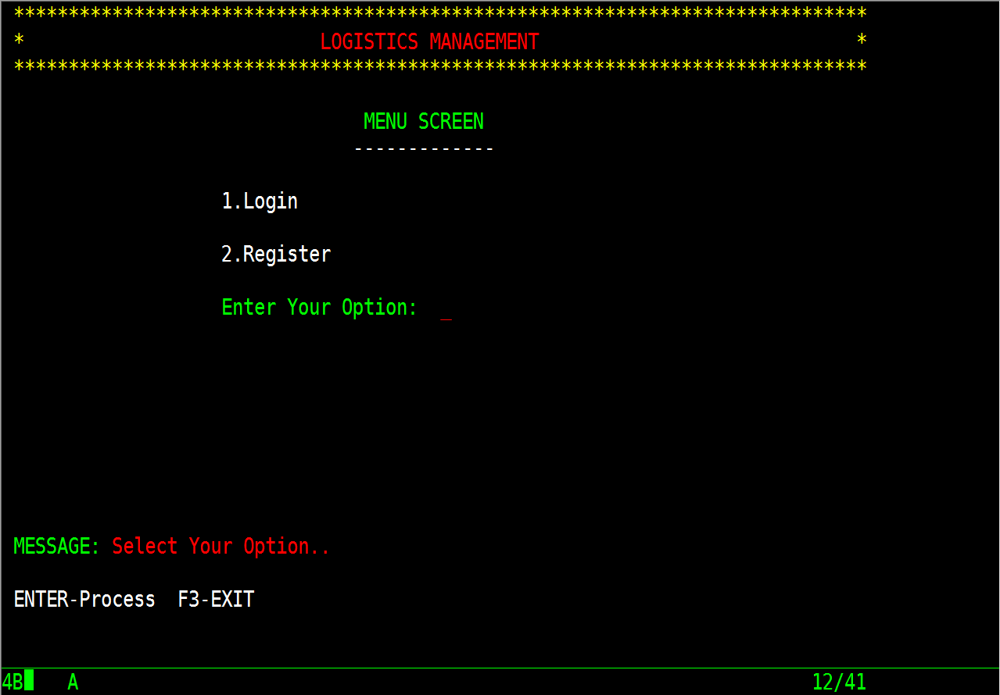 ******************************************************************************
* LOGISTICS MANAGEMENT *
******************************************************************************
MENU SCREEN
-------------
1.Login
2.Register
Enter Your Option: _
MESSAGE: Select Your Option..
ENTER-Process F3-EXIT
4B A 12/41